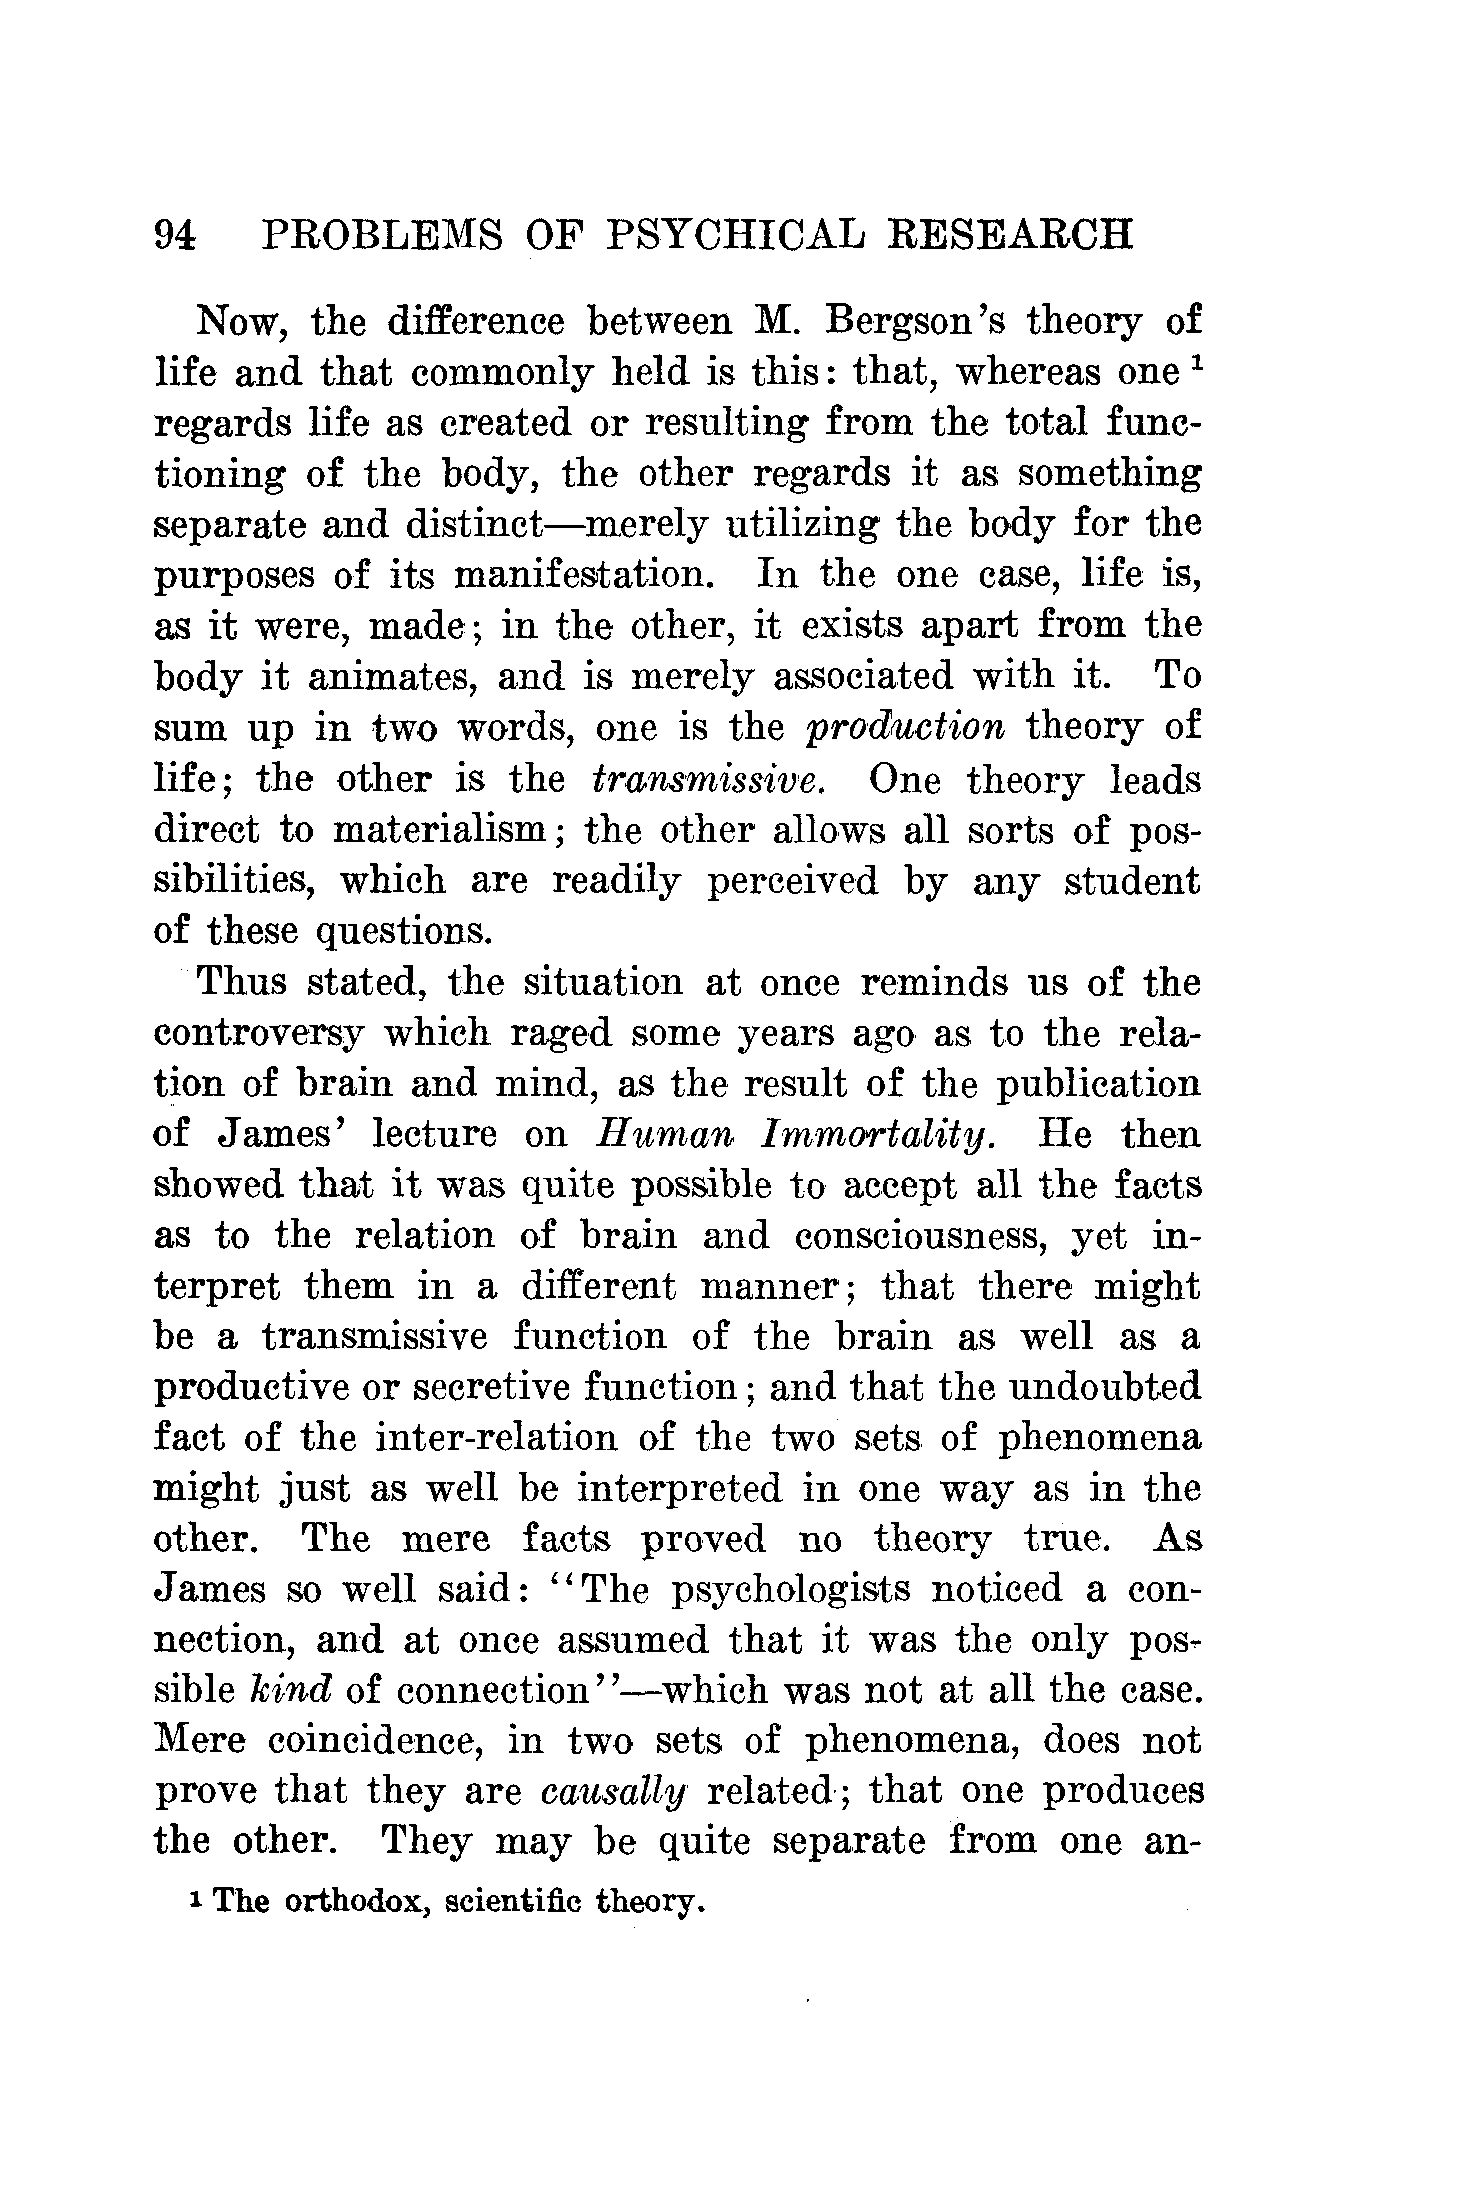 94 PROBLEMS OF PSYCHICAL RESEARCH
Now, the difference between M. Bergson's theory of
life and that commonly held is this: that, whereas one ¹
regards life as created or resulting from the total func-
tioning of the body, the other regards it as something
separate and distinct—merely utilizing the body for the
purposes of its manifestation. In the one case, life is,
as it were, made; in the other, it exists apart from the
body it animates, and is merely associated with it. To
sum up in two words, one is the production theory of
life; the other is the transmissive. One theory leads
direct to materialism; the other allows all sorts of pos-
sibilities, which are readily perceived by any student
of these questions.
Thus stated, the situation at once reminds us of the
controversy which raged some years ago as to the rela-
tion of brain and mind, as the result of the publication
of James' lecture on Human Immortality. He then
showed that it was quite possible to accept all the facts
as to the relation of brain and consciousness, yet in-
terpret them in a different manner; that there might
be a transmissive function of the brain as well as a
productive or secretive function; and that the undoubted
fact of the inter-relation of the two sets of phenomena
might just as well be interpreted in one way as in the
other. The mere facts proved no theory true. As
James so well said: "The psychologists noticed a con-
nection, and at once assumed that it was the only pos-
sible kind of connection"—which was not at all the case.
Mere coincidence, in two sets of phenomena, does not
prove that they are causally related; that one produces
the other. They may be quite separate from one an-
¹ The orthodox, scientific theory.